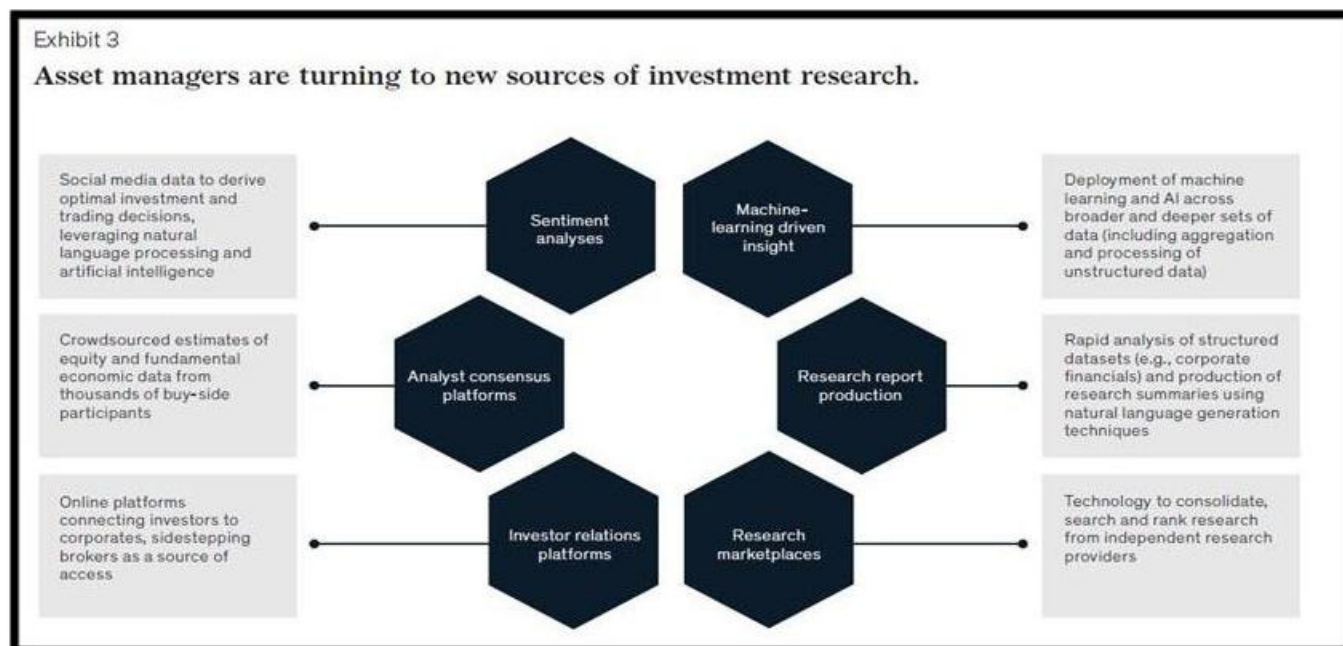 Exhibit 3
Asset managers are turning to new sources of investment research.
Social media data to derive
optimal investment and
trading decisions,
leveraging natural
language processing and
artificial intelligence
Sentiment
analyses
Machine-
learning driven
insight
Deployment of machine
learning and AI across
broader and deeper sets of
data (including aggregation
and processing of
unstructured data)
Crowdsourced estimates of
equity and fundamental
economic data from
thousands of buy-side
participants
Analyst consensus
platforms
Research report
production
Rapid analysis of structured
datasets (e.g., corporate
financials) and production of
research summaries using
natural language generation
techniques
Online platforms
connecting investors to
corporates, sidestepping
brokers as a source of
access
Investor relations
platforms
Research
marketplaces
Technology to consolidate,
search and rank research
from independent research
providers